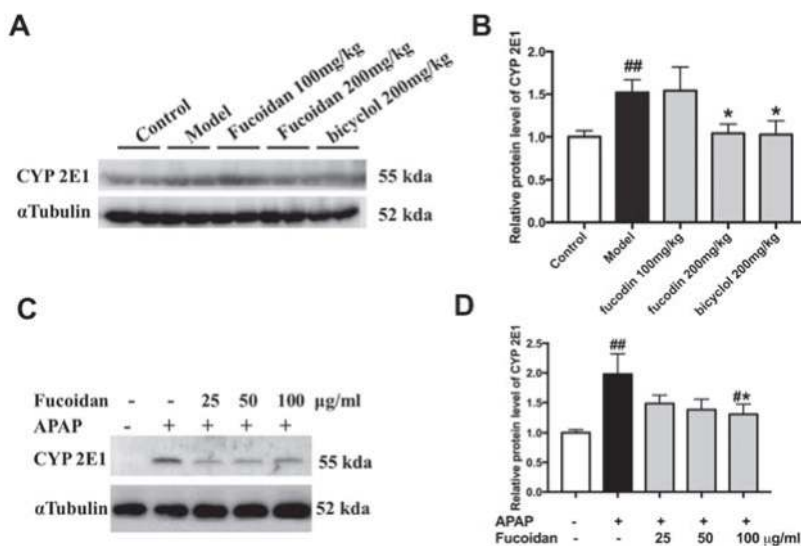 A
Control
Model
Fucoidan 100mg/kg
Fucoidan 200mg/kg
bicyclol 200mg/kg
CYP 2E1 55 kda
αTubulin 52 kda
B
Relative protein level of CYP 2E1
2.0
1.5
1.0
0.5
0.0
##
*
*
Control
Model
fucodin 100mg/kg
fucodin 200mg/kg
bicyclol 200mg/kg
C
Fucoidan - - 25 50 100 μg/ml
APAP - + + + +
CYP 2E1 55 kda
αTubulin 52 kda
D
Relative protein level of CYP 2E1
2.5
2.0
1.5
1.0
0.5
0.0
##
#*
APAP - + + + +
Fucoidan - - 25 50 100 μg/ml